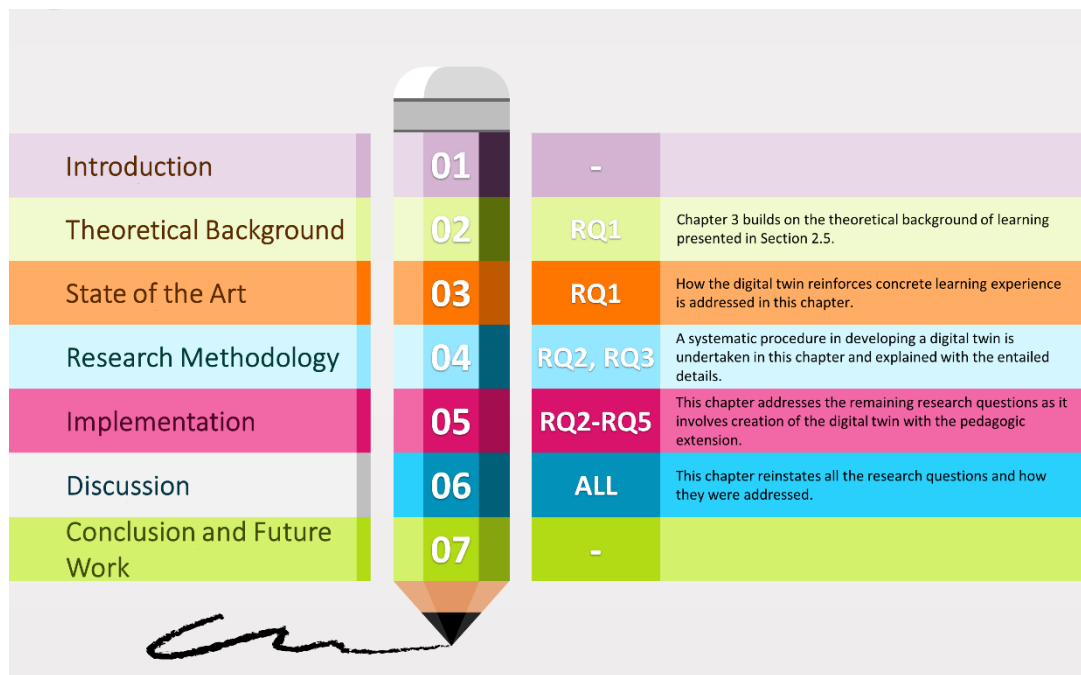 Introduction 01 -
Theoretical Background 02 RQ1 Chapter 3 builds on the theoretical background of learning
presented in Section 2.5.
State of the Art 03 RQ1 How the digital twin reinforces concrete learning experience
is addressed in this chapter.
Research Methodology 04 RQ2, RQ3 A systematic procedure in developing a digital twin is
undertaken in this chapter and explained with the entailed
details.
Implementation 05 RQ2-RQ5 This chapter addresses the remaining research questions as it
involves creation of the digital twin with the pedagogic
extension.
Discussion 06 ALL This chapter reinstates all the research questions and how
they were addressed.
Conclusion and Future
Work 07 -